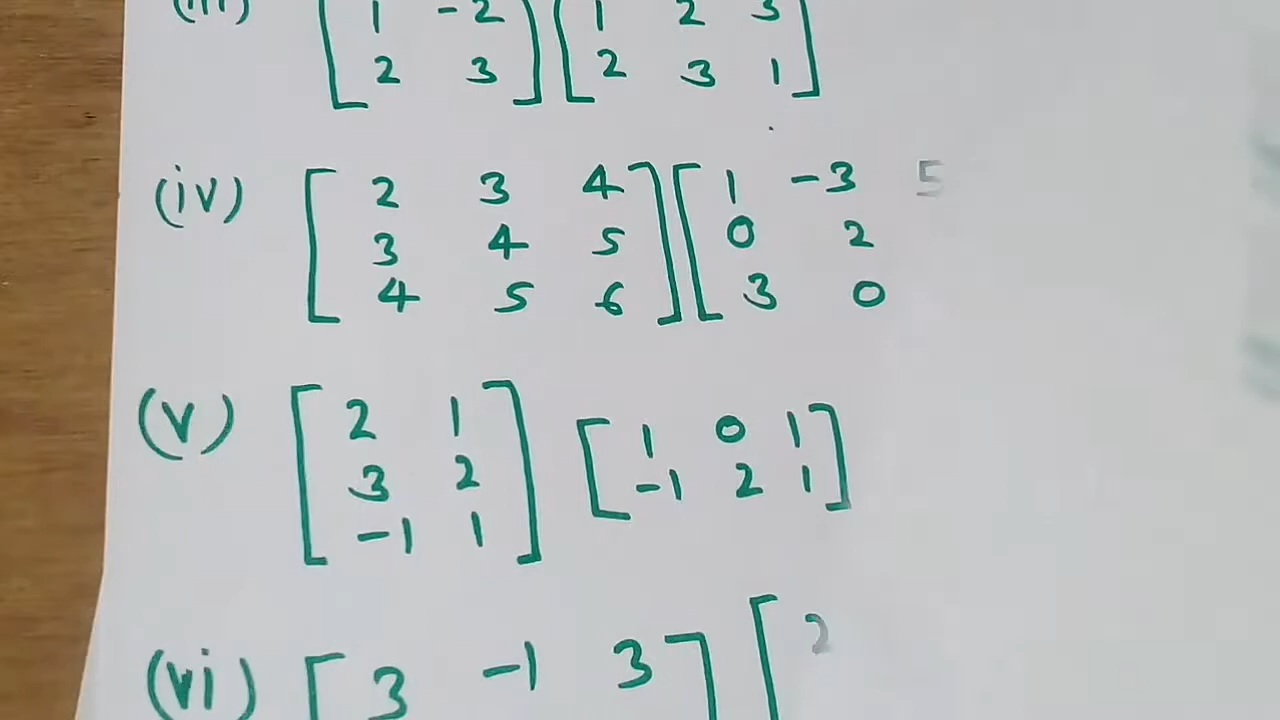 (iii) [ 1 -2 ] [ 1 2 3 ]
2 3 2 3 1
(iv) [ 2 3 4 ] [ 1 -3 5
3 4 5 0 2
4 5 6 3 0
(v) [ 2 1 ] [ 1 0 1 ]
3 2 -1 2 1
-1 1
(vi) [ 3 -1 3 ] [ 2